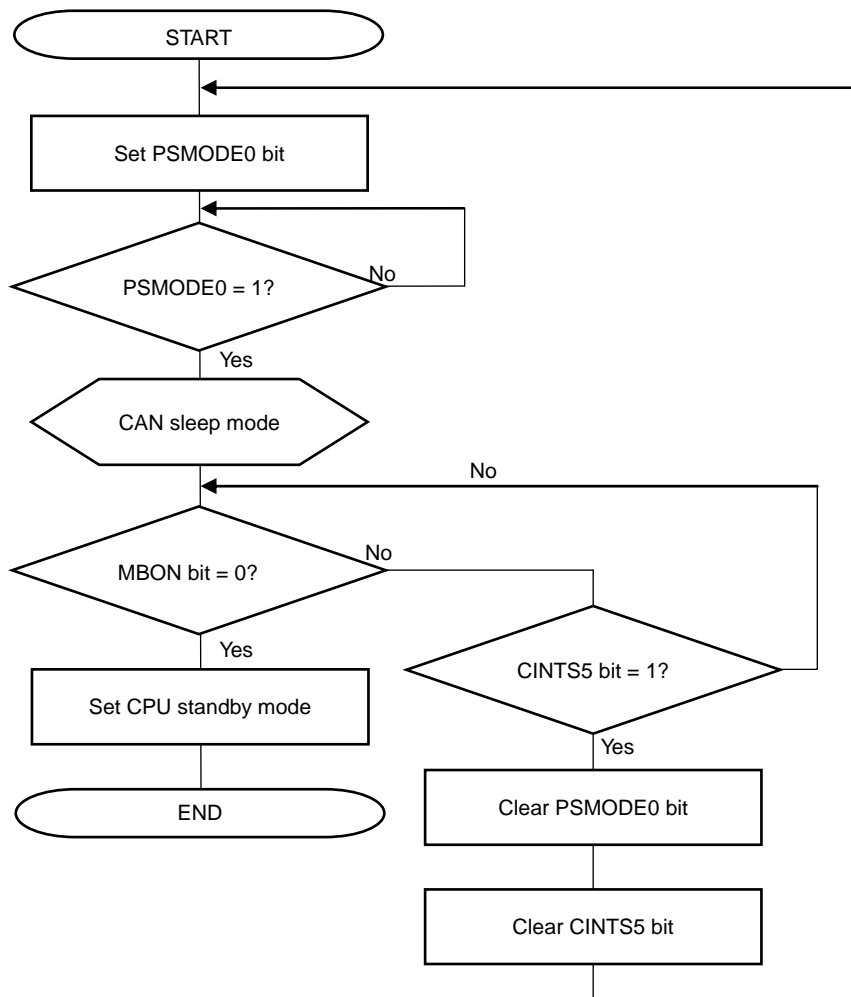 START
Set PSMODE0 bit
PSMODE0 = 1?
No
Yes
CAN sleep mode
No
MBON bit = 0?
No
Yes
CINTS5 bit = 1?
Set CPU standby mode
Yes
END
Clear PSMODE0 bit
Clear CINTS5 bit